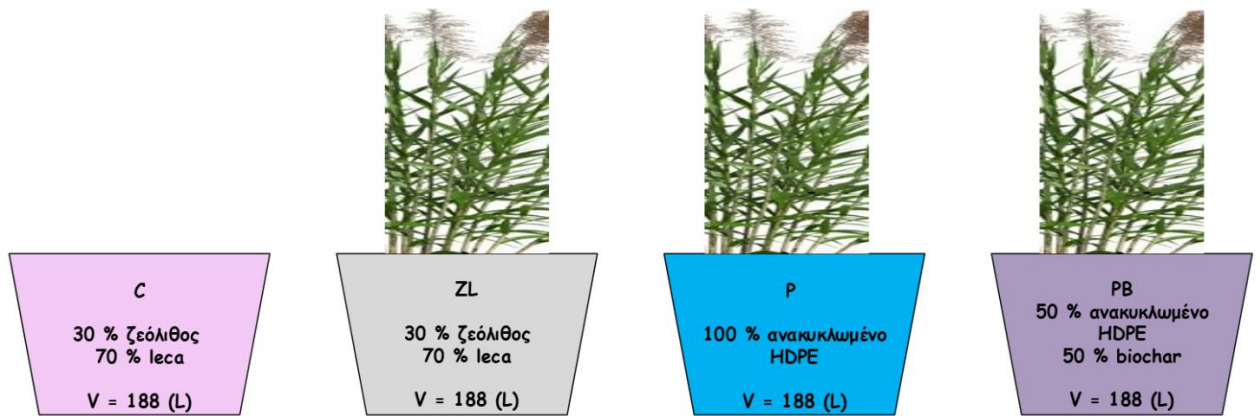 C
30 % ζεόλιθος
70 % leca
V = 188 (L)
ZL
30 % ζεόλιθος
70 % leca
V = 188 (L)
P
100 % ανακυκλωμένο
HDPE
V = 188 (L)
PB
50 % ανακυκλωμένο
HDPE
50 % biochar
V = 188 (L)